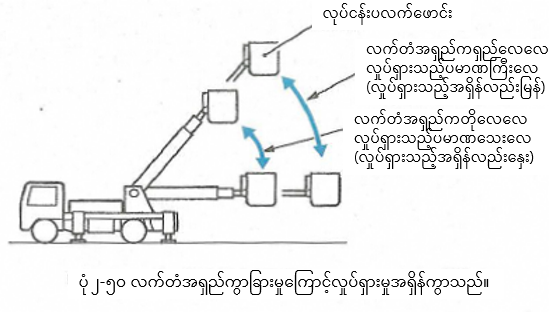 လုပ်ငန်းပလက်ဖောင်း
လက်တံအရှည်ကရှည်လေလေ
လှုပ်ရှားသည့်ပမာဏကြီးလေ
(လှုပ်ရှားသည့်အရှိန်လည်းမြန်)
လက်တံအရှည်ကတိုလေလေ
လှုပ်ရှားသည့်ပမာဏသေးလေ
(လှုပ်ရှားသည့်အရှိန်လည်းနှေး)
ပုံ ၂-၅၀ လက်တံအရှည်ကွာခြားမှုကြောင့်လှုပ်ရှားမှုအရှိန်ကွာသည်။